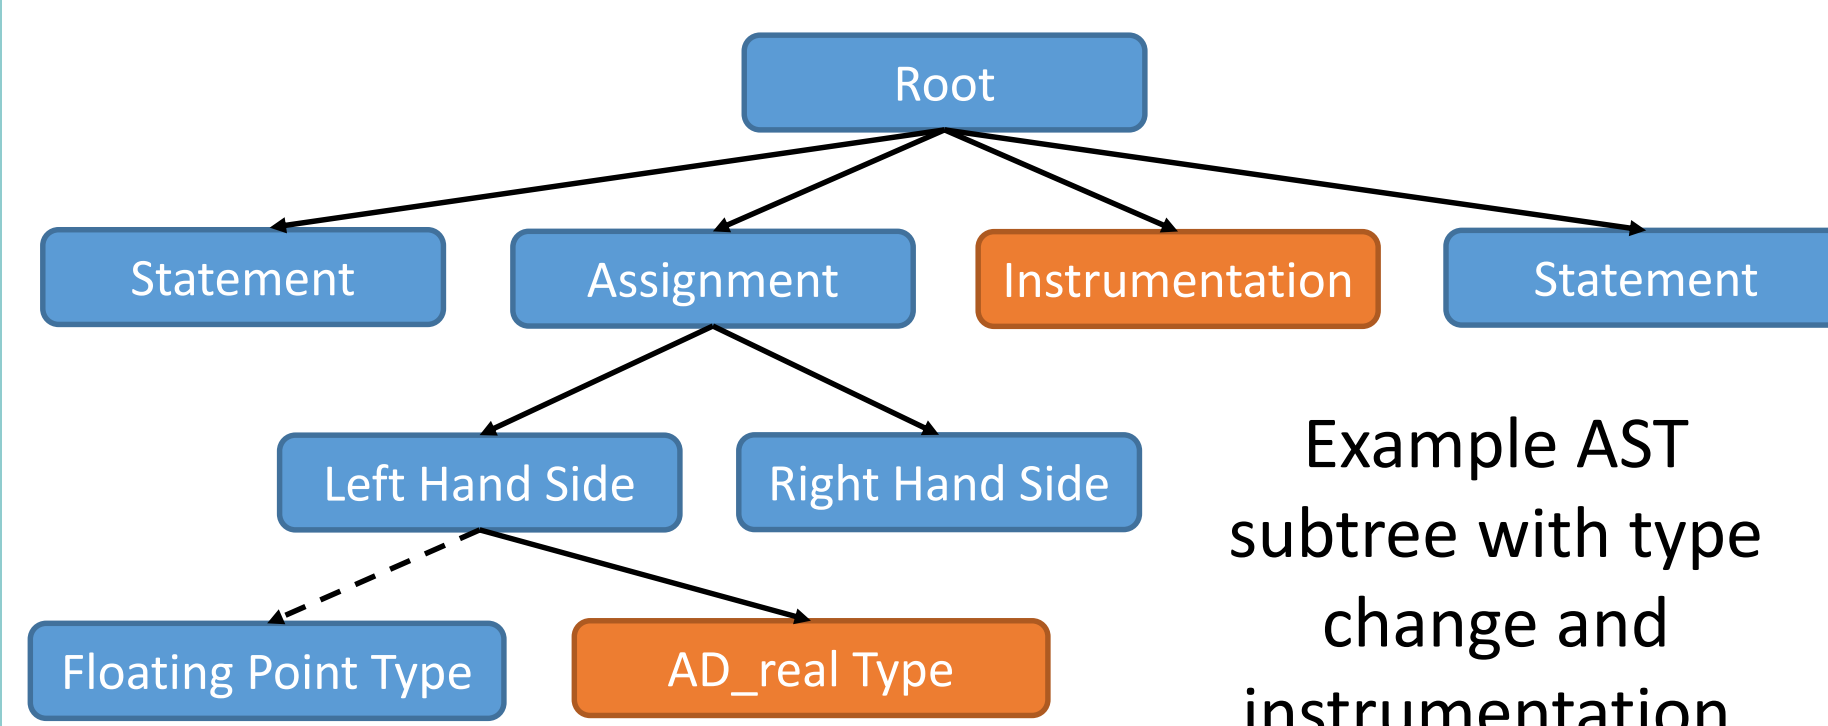 Root
Statement
Assignment
Instrumentation
Statement
Left Hand Side
Right Hand Side
Floating Point Type
AD_real Type
Example AST
subtree with type
change and
instrumentation